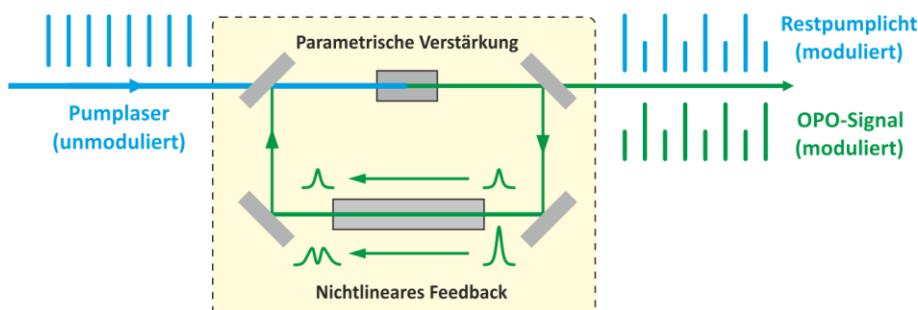 Parametrische Verstärkung
Pumplaser
(unmoduliert)
Restpumplicht
(moduliert)
OPO-Signal
(moduliert)
Nichtlineares Feedback